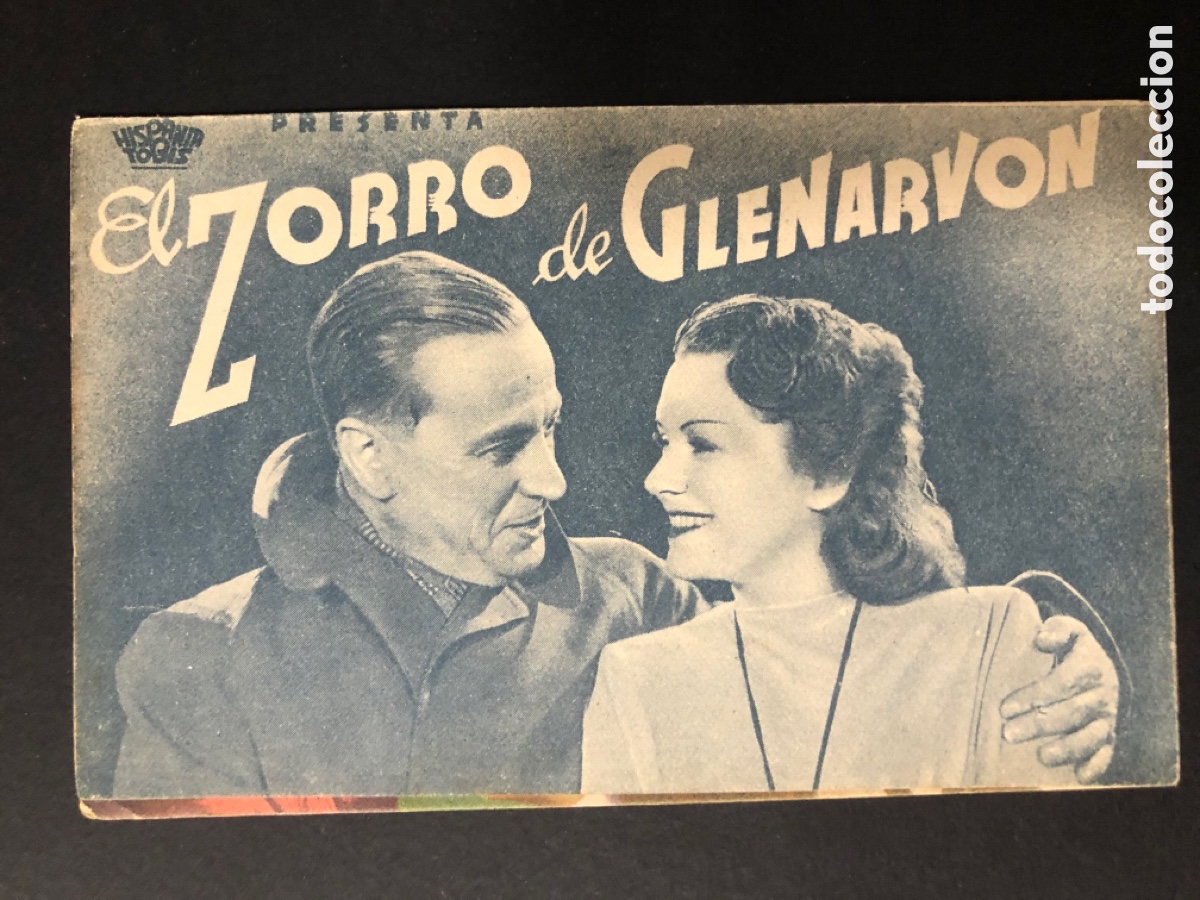 HISPANIA
TOBIS
PRESENTA
El ZORRO de GLENARVON
todocoleccion